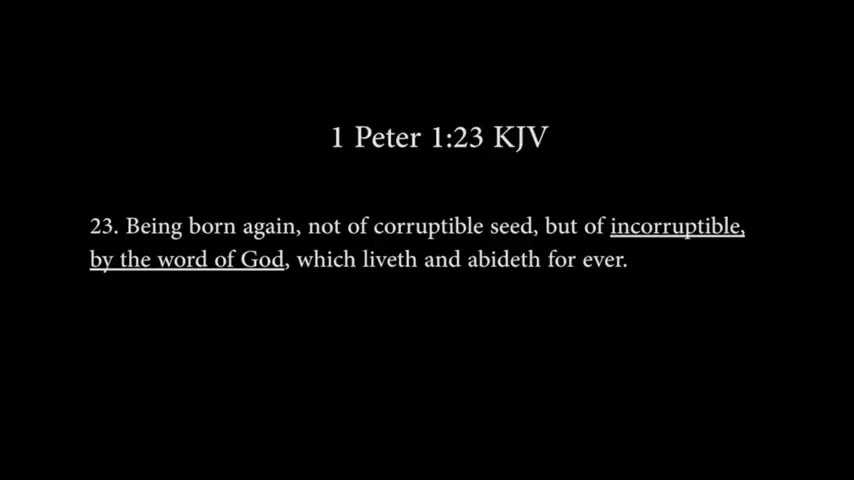 1 Peter 1:23 KJV
23. Being born again, not of corruptible seed, but of incorruptible,
by the word of God, which liveth and abideth for ever.